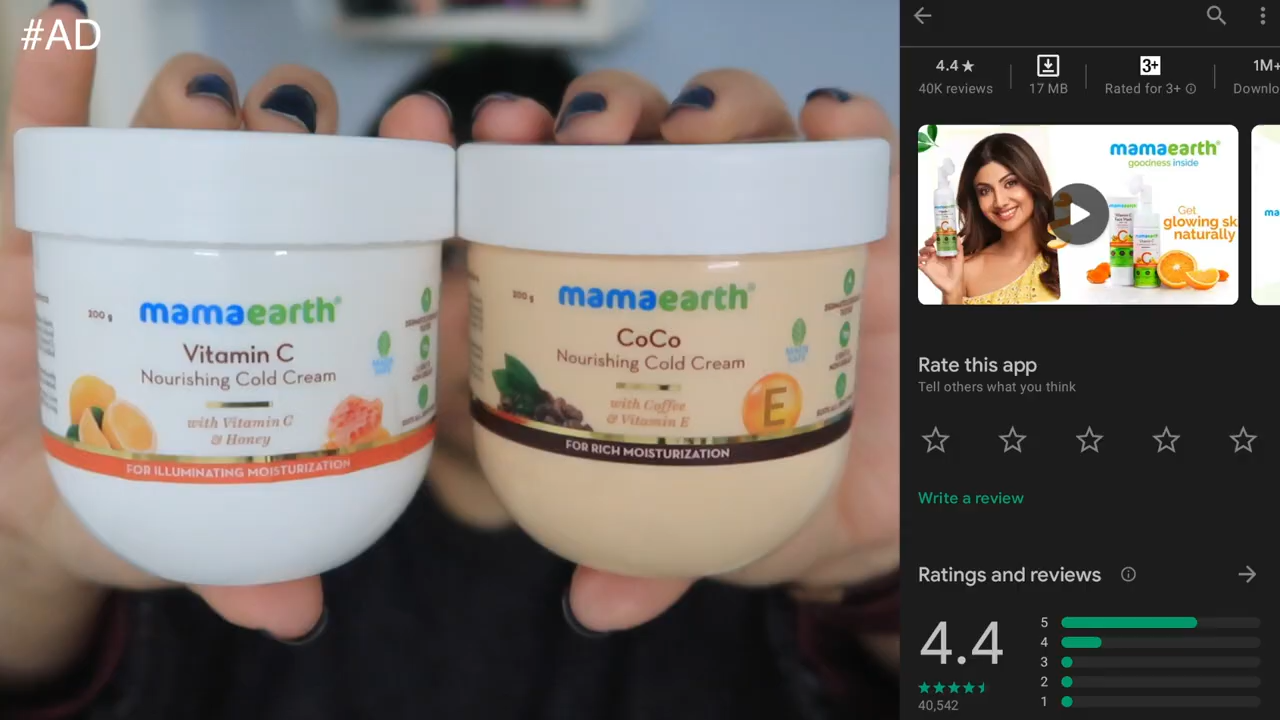 #AD
200 g
mamaearth
Vitamin C
Nourishing Cold Cream
with Vitamin C
& Honey
FOR ILLUMINATING MOISTURIZATION
200 g
mamaearth
CoCo
Nourishing Cold Cream
with Coffee
& Vitamin E
E
FOR RICH MOISTURIZATION
4.4★
40K reviews
17 MB
3+
Rated for 3+
1M+
Downlo
mamaearth
goodness inside
Get
glowing sk
naturally
Rate this app
Tell others what you think
Write a review
Ratings and reviews
4.4
40,542
5
4
3
2
1